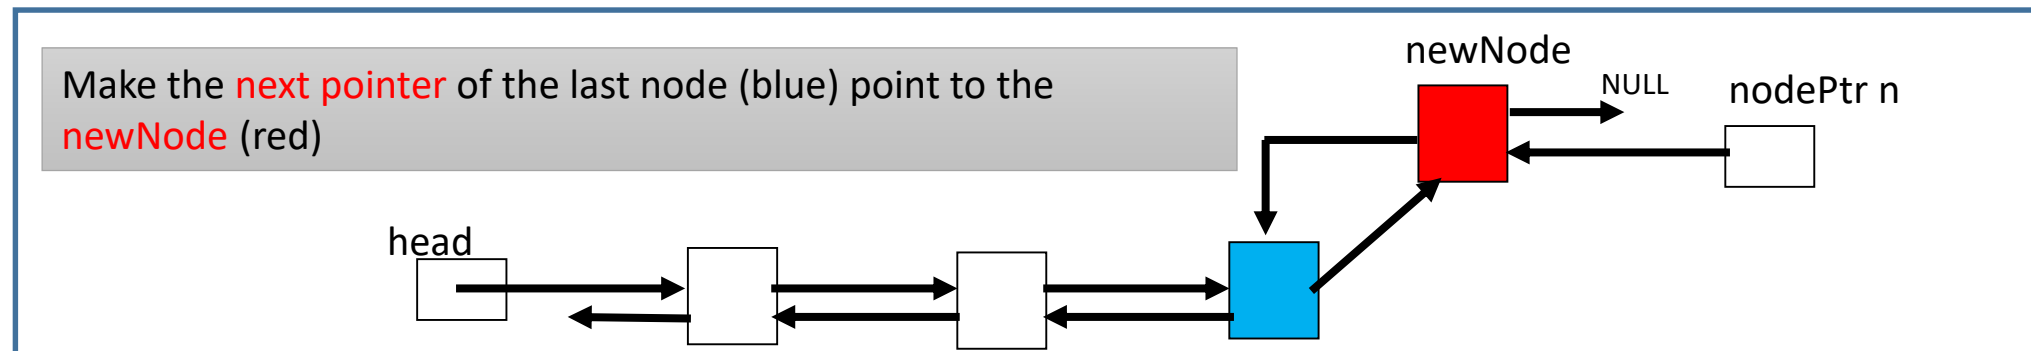 Make the next pointer of the last node (blue) point to the
newNode (red)
newNode
NULL
nodePtr n
head